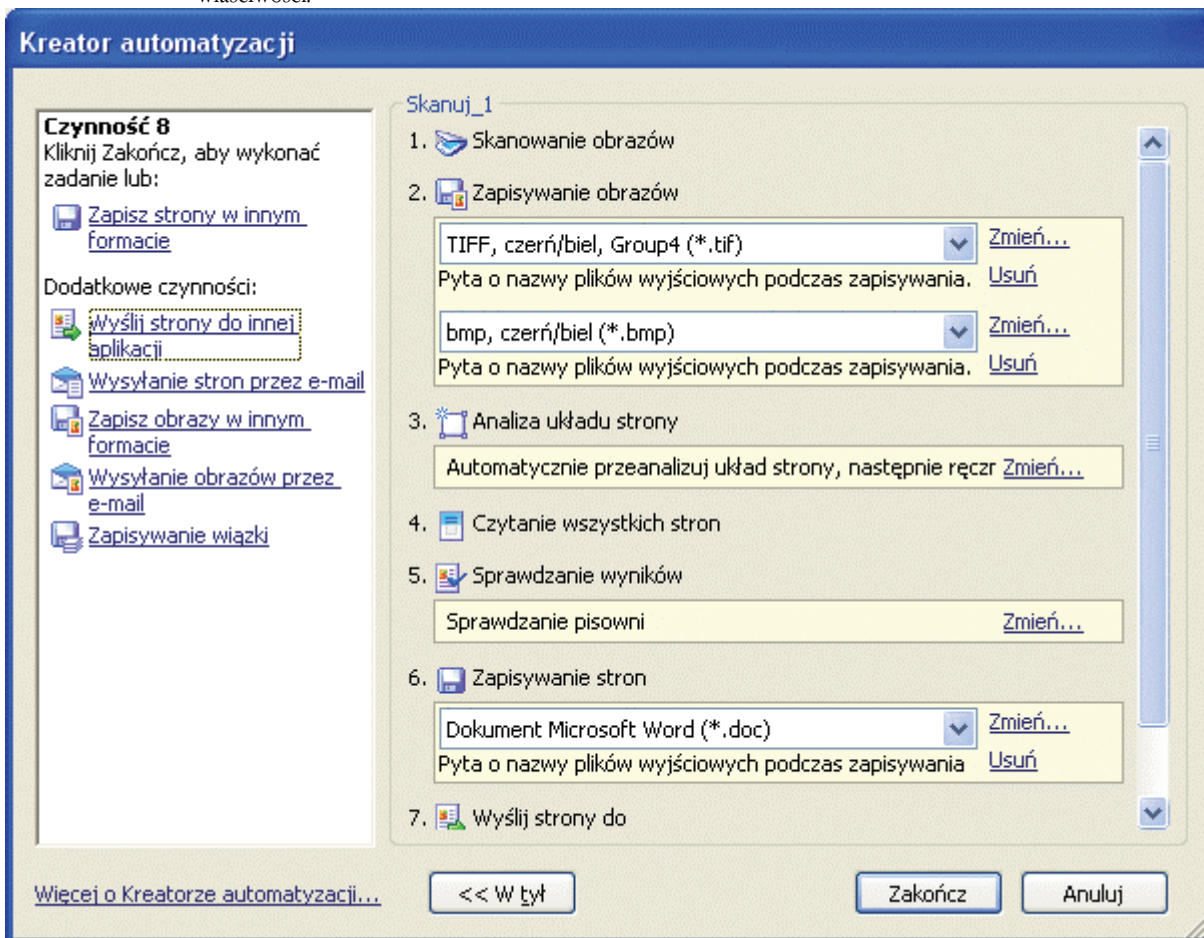 właściwości.
Kreator automatyzacji
Czynność 8
Kliknij Zakończ, aby wykonać
zadanie lub:
Zapisz strony w innym
formacie
Dodatkowe czynności:
Wyślij strony do innej
aplikacji
Wysyłanie stron przez e-mail
Zapisz obrazy w innym
formacie
Wysyłanie obrazów przez
e-mail
Zapisywanie wiązki
Skanuj_1
1. Skanowanie obrazów
2. Zapisywanie obrazów
TIFF, czerń/biel, Group4 (*.tif) Zmień...
Pyta o nazwy plików wyjściowych podczas zapisywania. Usuń
bmp, czerń/biel (*.bmp) Zmień...
Pyta o nazwy plików wyjściowych podczas zapisywania. Usuń
3. Analiza układu strony
Automatycznie przeanalizuj układ strony, następnie ręczr Zmień...
4. Czytanie wszystkich stron
5. Sprawdzanie wyników
Sprawdzanie pisowni Zmień...
6. Zapisywanie stron
Dokument Microsoft Word (*.doc) Zmień...
Pyta o nazwy plików wyjściowych podczas zapisywania Usuń
7. Wyślij strony do
Więcej o Kreatorze automatyzacji... << W tył Zakończ Anuluj